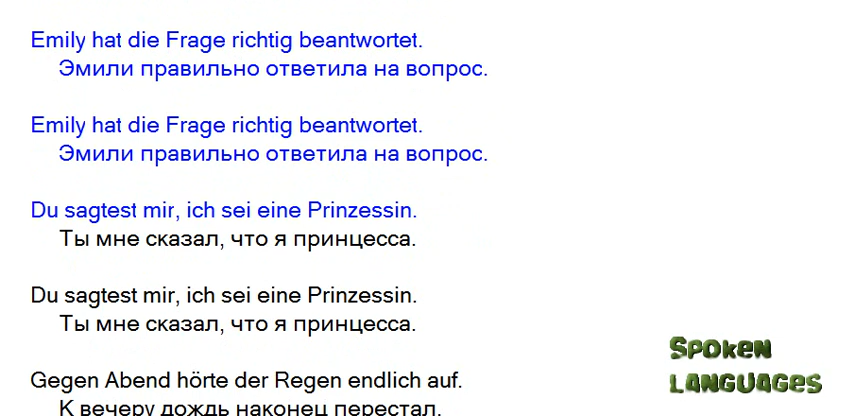 Emily hat die Frage richtig beantwortet.
Эмили правильно ответила на вопрос.
Emily hat die Frage richtig beantwortet.
Эмили правильно ответила на вопрос.
Du sagtest mir, ich sei eine Prinzessin.
Ты мне сказал, что я принцесса.
Du sagtest mir, ich sei eine Prinzessin.
Ты мне сказал, что я принцесса.
Gegen Abend hörte der Regen endlich auf.
К вечеру дождь наконец перестал.
Spoken
Languages